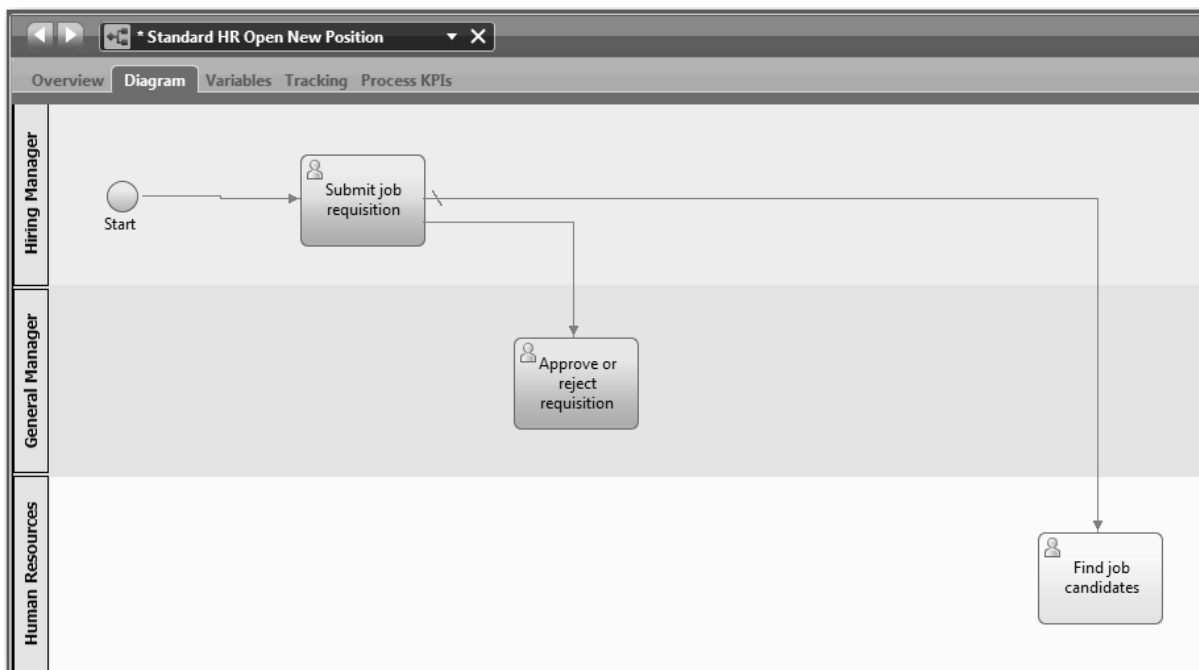 * Standard HR Open New Position
Overview Diagram Variables Tracking Process KPIs
Hiring Manager
Start
Submit job
requisition
General Manager
Approve or
reject
requisition
Human Resources
Find job
candidates